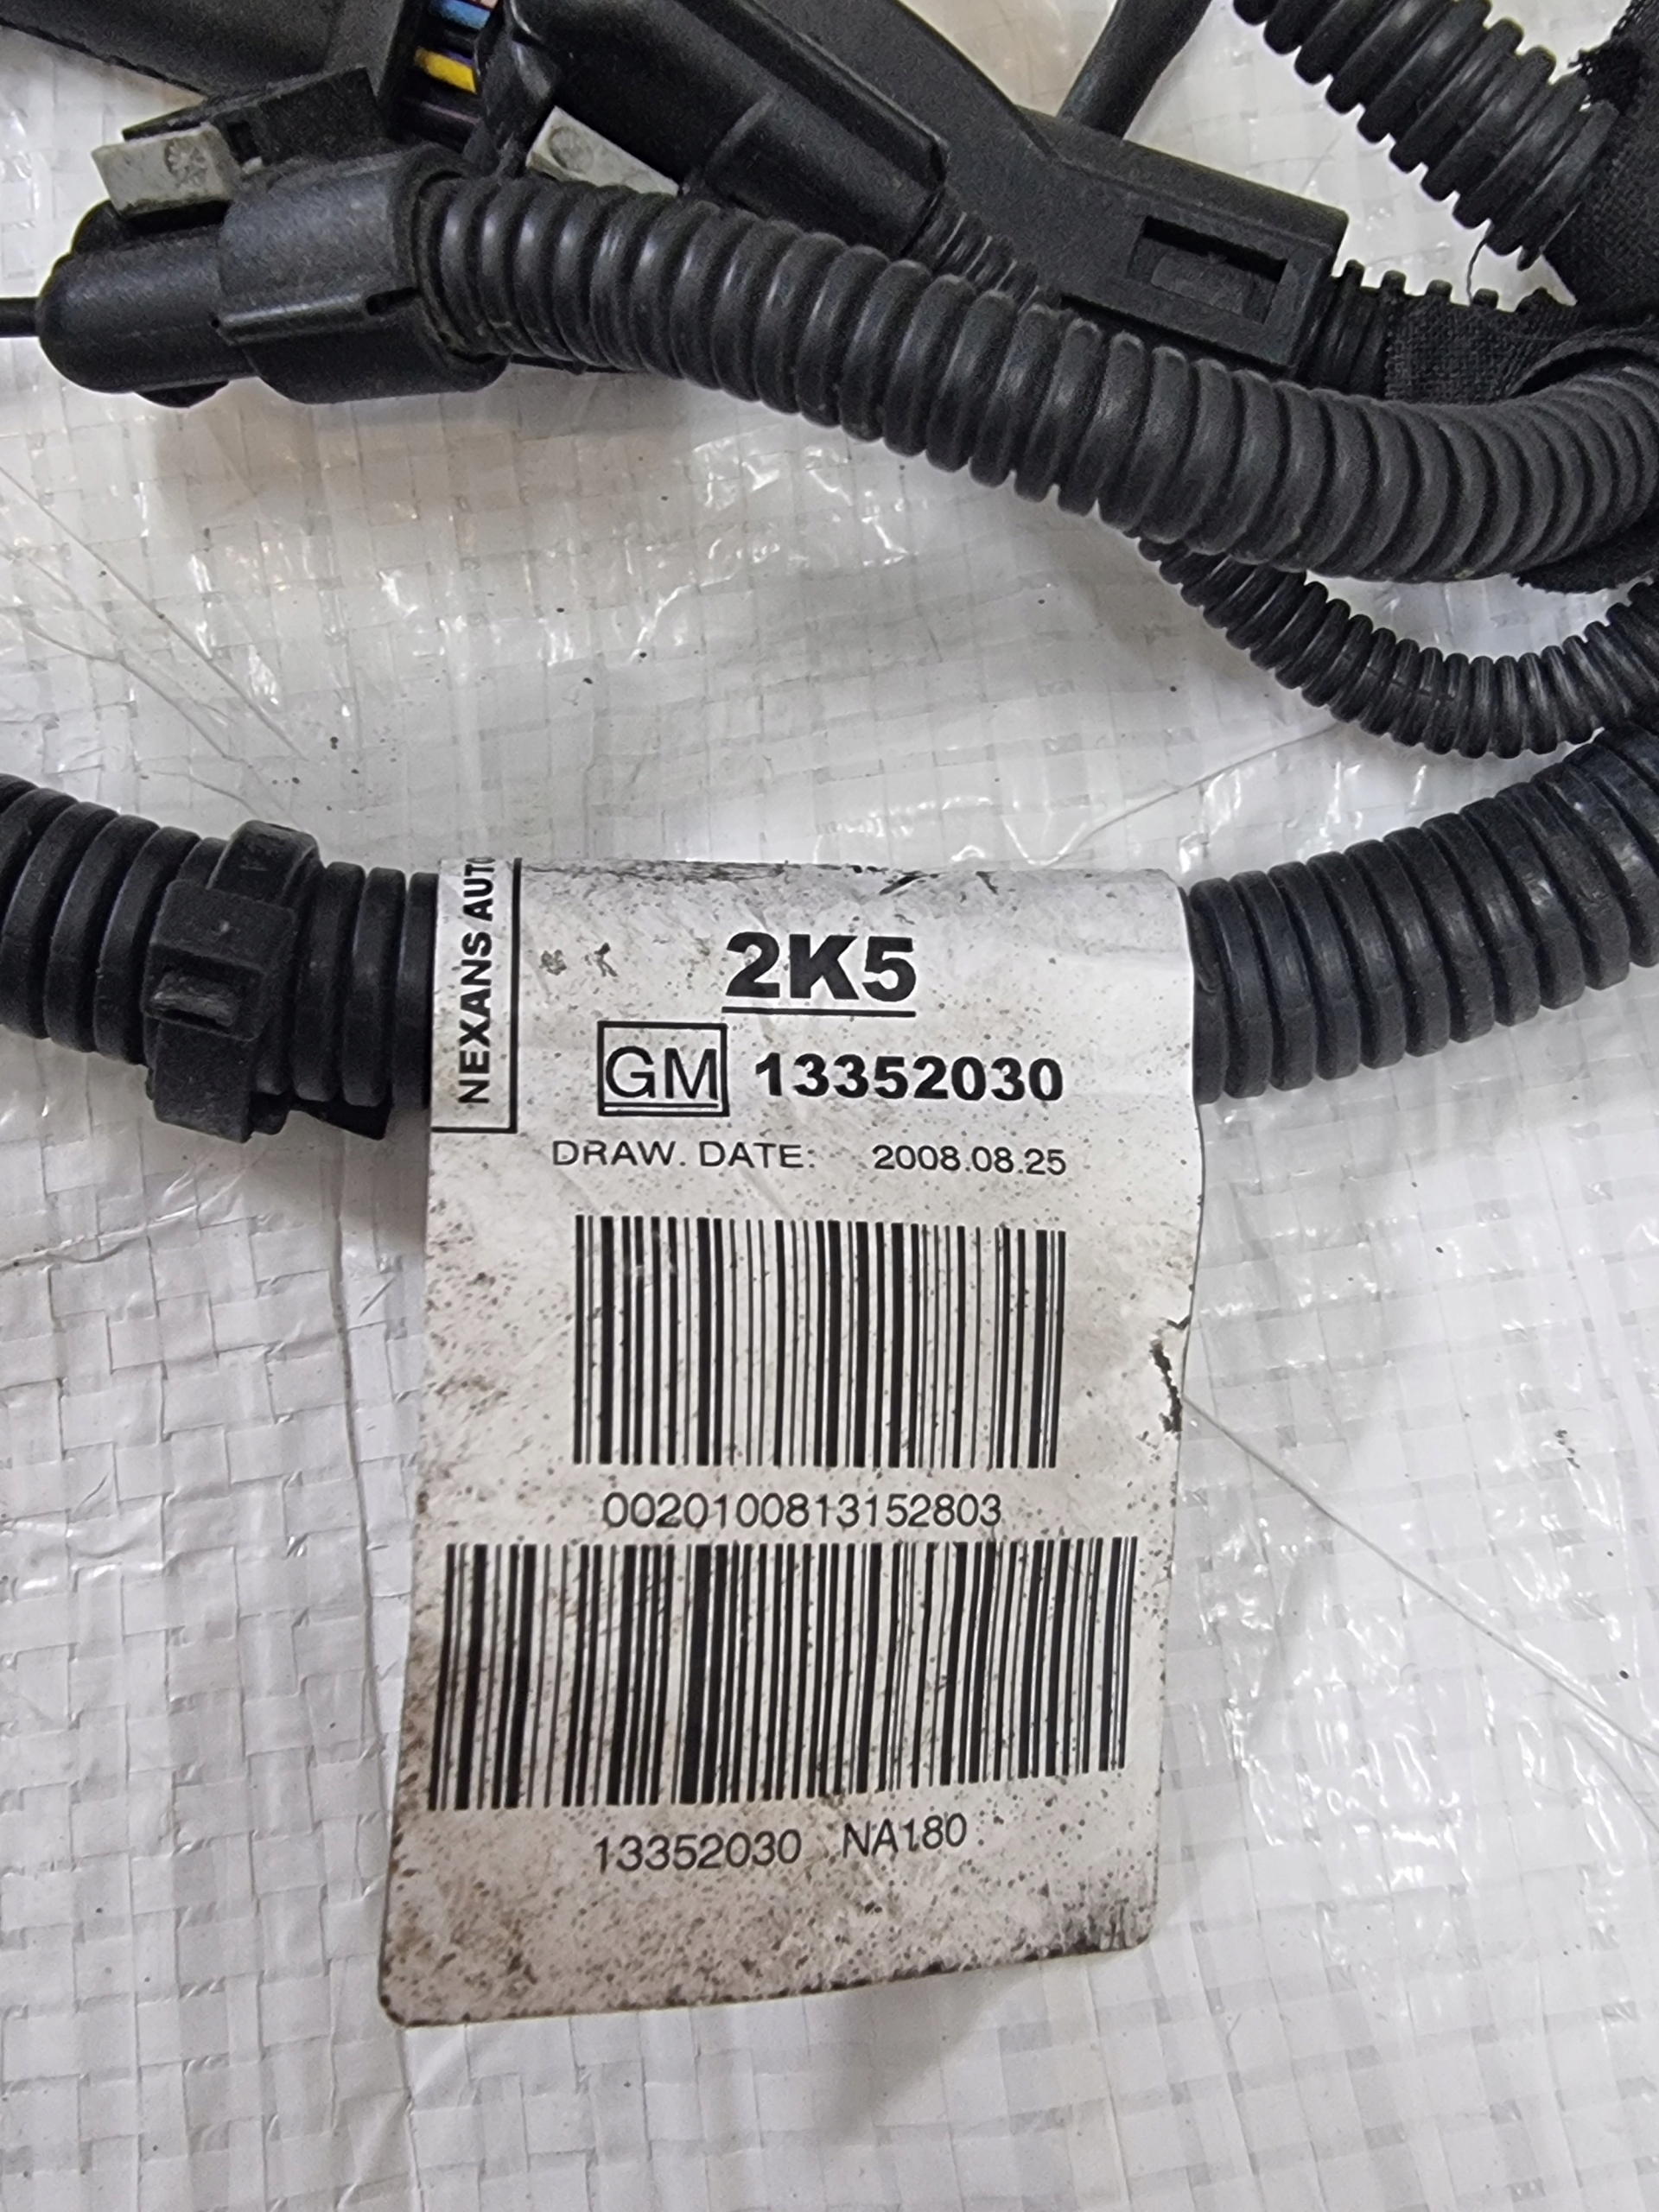 NEXANS AUTO
2K5
GM 13352030
DRAW. DATE: 2008.08.25
0020100813152803
13352030 NA180